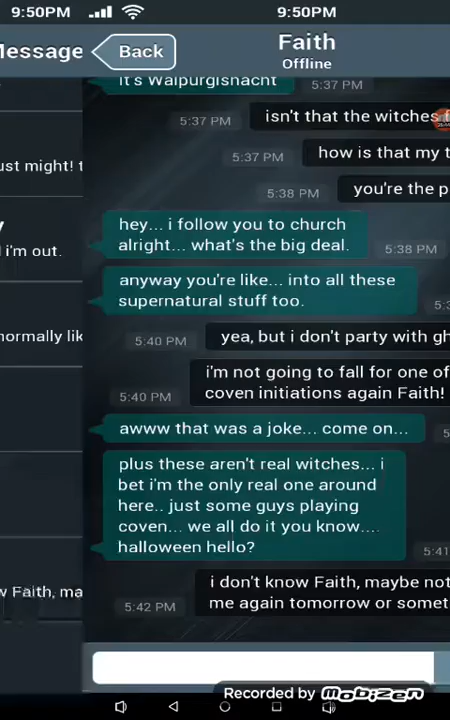 9:50PM 9:50PM
Message Back Faith
Offline
it's Walpurgisnacht 5:37 PM
5:37 PM isn't that the witches
ust might!
5:37 PM how is that my
5:38 PM you're the
hey... i follow you to church
alright... what's the big deal. 5:38 PM
i'm out.
anyway you're like... into all these
supernatural stuff too.
normally
5:40 PM yea, but i don't party with
i'm not going to fall for one of
5:40 PM coven initiations again Faith!
awww that was a joke... come on...
plus these aren't real witches... i
bet i'm the only real one around
here.. just some guys playing
coven... we all do it you know....
halloween hello? 5:41
i don't know Faith, maybe
w Faith,
5:42 PM me again tomorrow or
Recorded by Mobizen